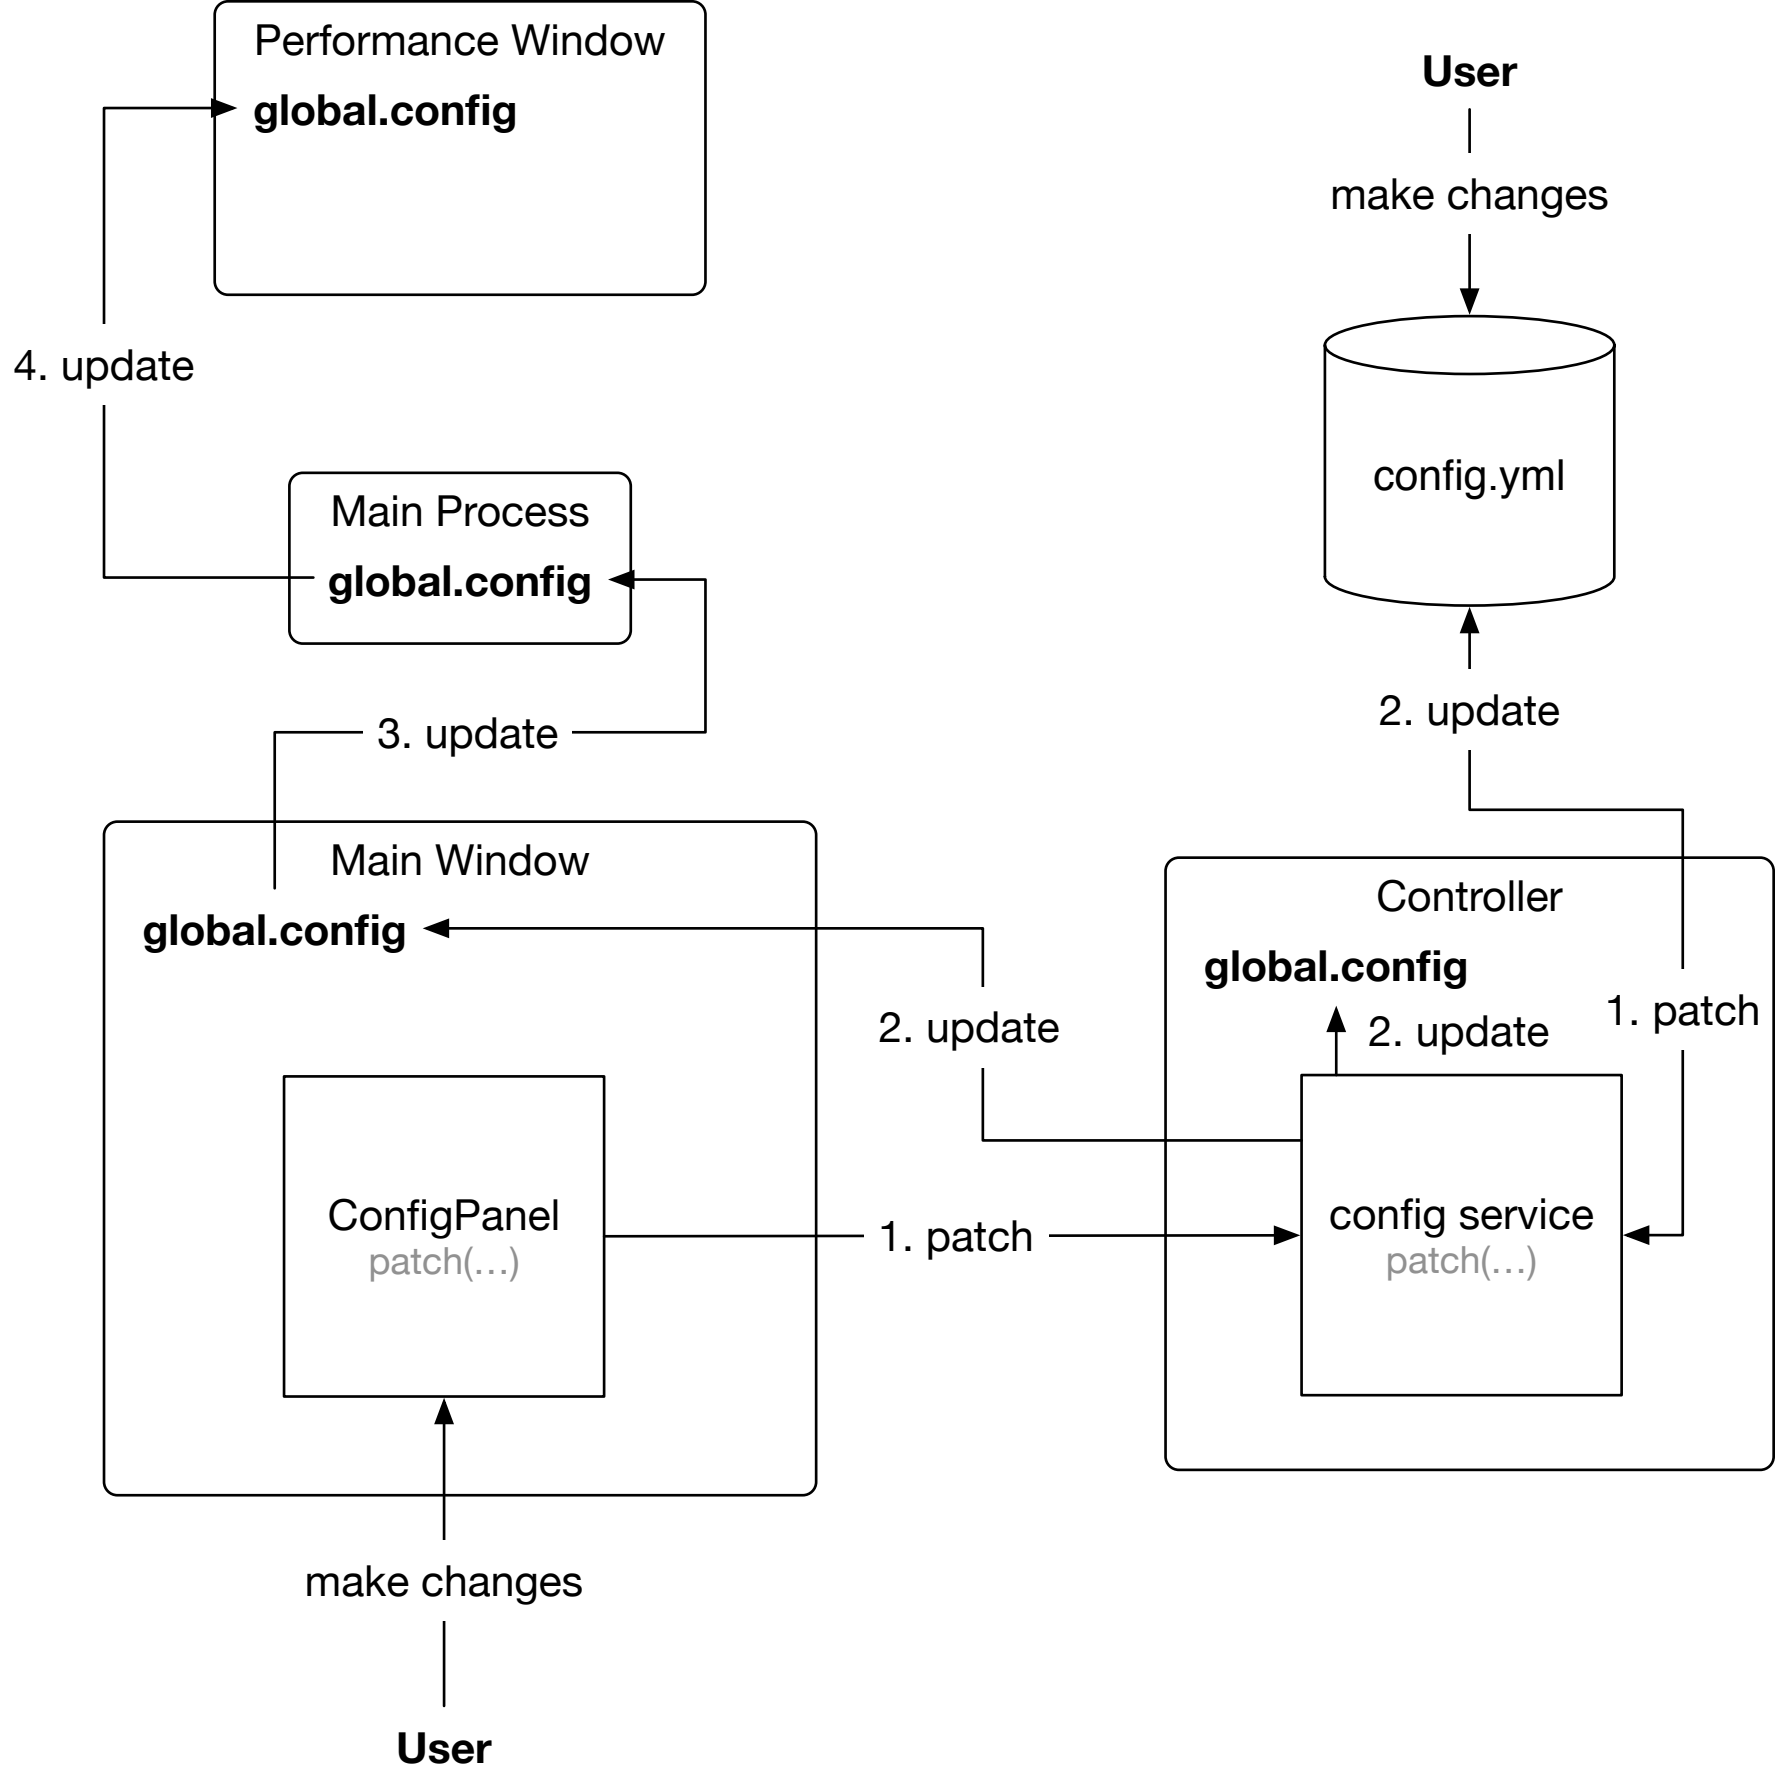 Performance Window
global.config
User
make changes
4. update
config.yml
Main Process
global.config
2. update
3. update
Main Window
global.config
Controller
global.config
2. update
2. update
1. patch
ConfigPanel
patch(...)
1. patch
config service
patch(...)
make changes
User